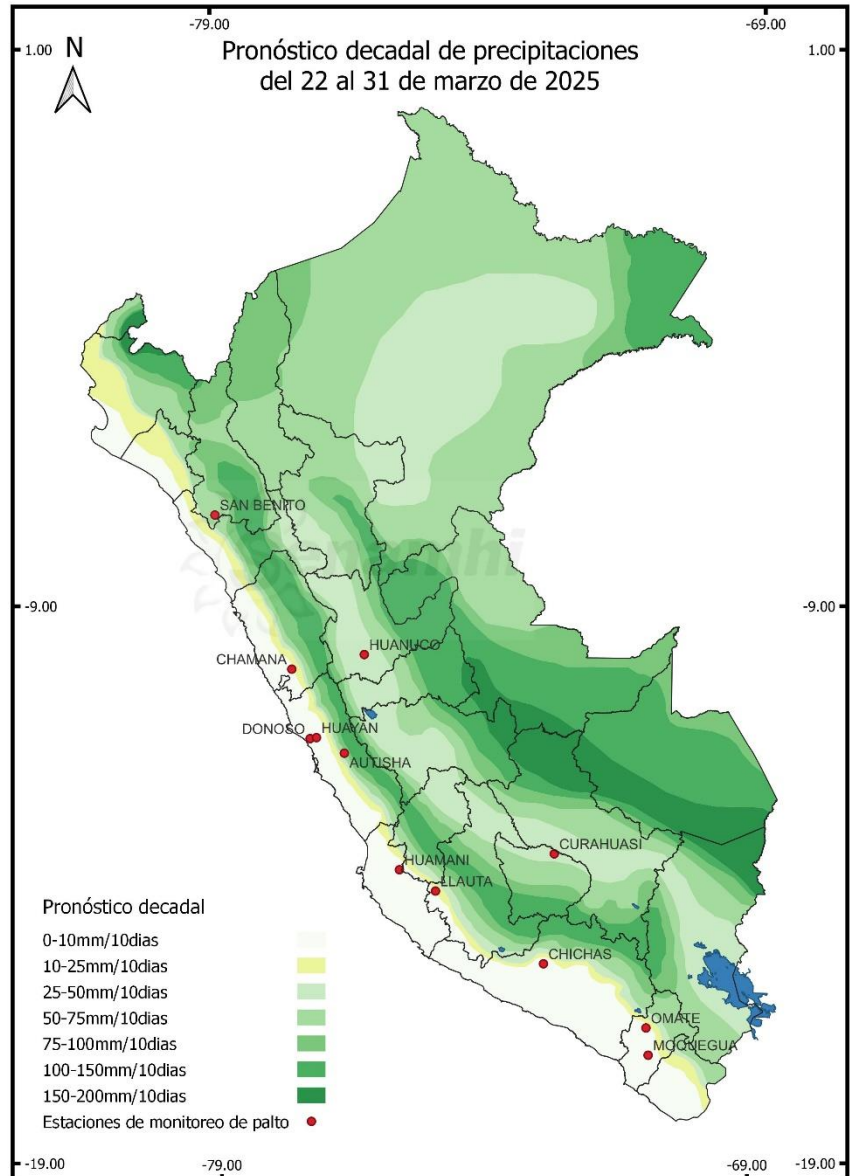 -79.00
-69.00
1.00
N
Pronóstico decadal de precipitaciones
del 22 al 31 de marzo de 2025
1.00
SAN BENITO
senamhi
-9.00
-9.00
HUANUCO
CHAMANA
DONOSO
HUAYAN
AUTISHA
CURAHUASI
HUAMANI
LLAUTA
CHICHAS
OMATE
MOQUEGUA
Pronóstico decadal
0-10mm/10dias
10-25mm/10dias
25-50mm/10dias
50-75mm/10dias
75-100mm/10dias
100-150mm/10dias
150-200mm/10dias
Estaciones de monitoreo de palto
-19.00
-79.00
-69.00
-19.00